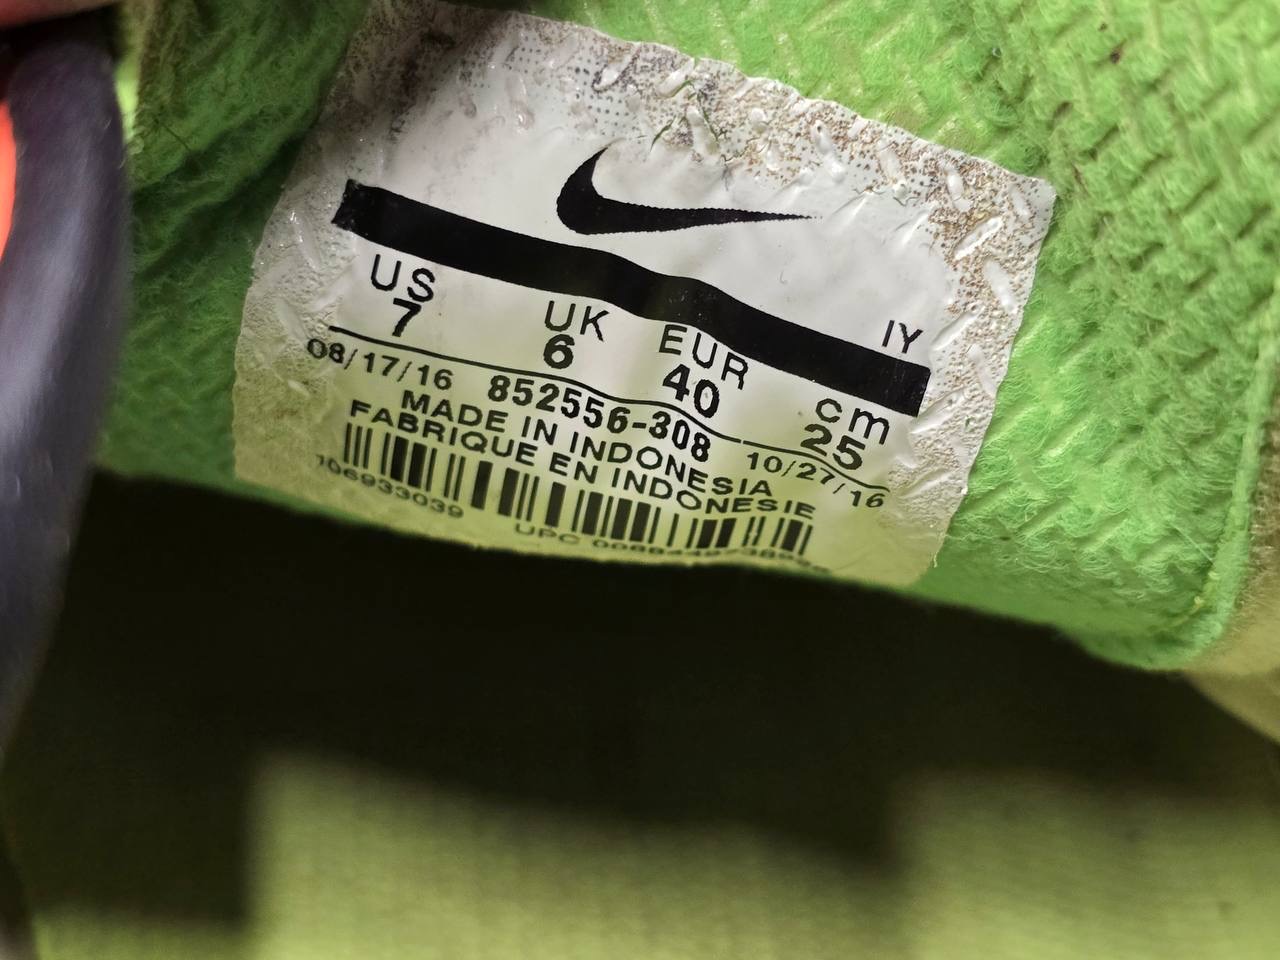 IY
US UK EUR cm
7 6 40 25
08/17/16 852556-308 10/27/16
MADE IN INDONESIA
FABRIQUE EN INDONESIE
106933039 UPC